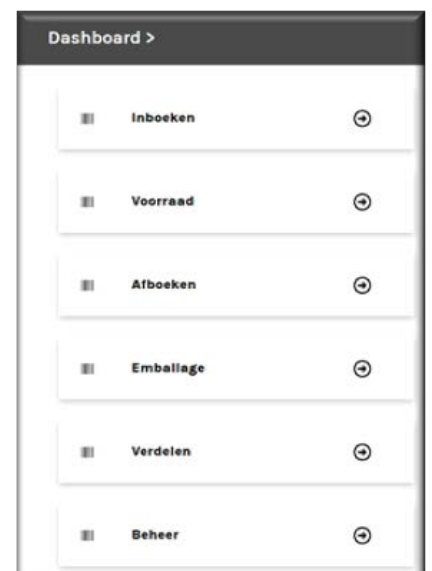 Dashboard >
Inboeken
Voorraad
Afboeken
Emballage
Verdelen
Beheer